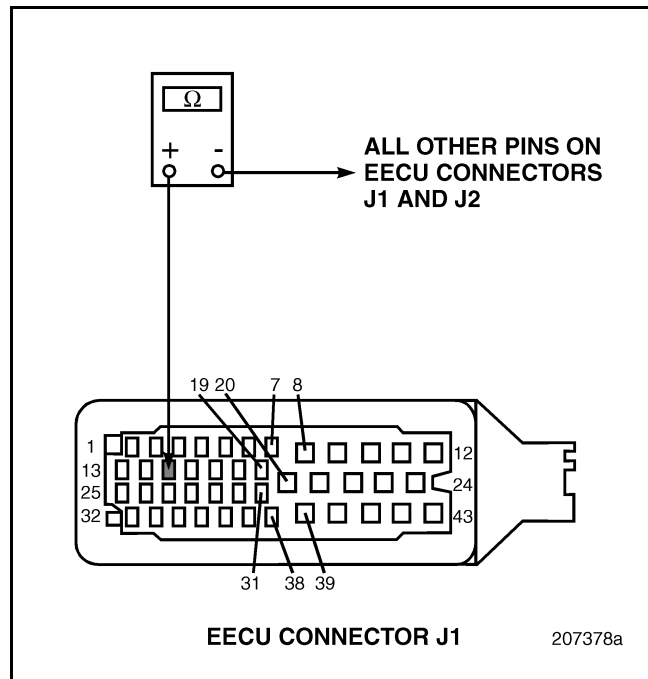 Ω
+ -
ALL OTHER PINS ON
EECU CONNECTORS
J1 AND J2
19 20 7 8
1 12
13 24
25
32 43
31 38 39
EECU CONNECTOR J1 207378a